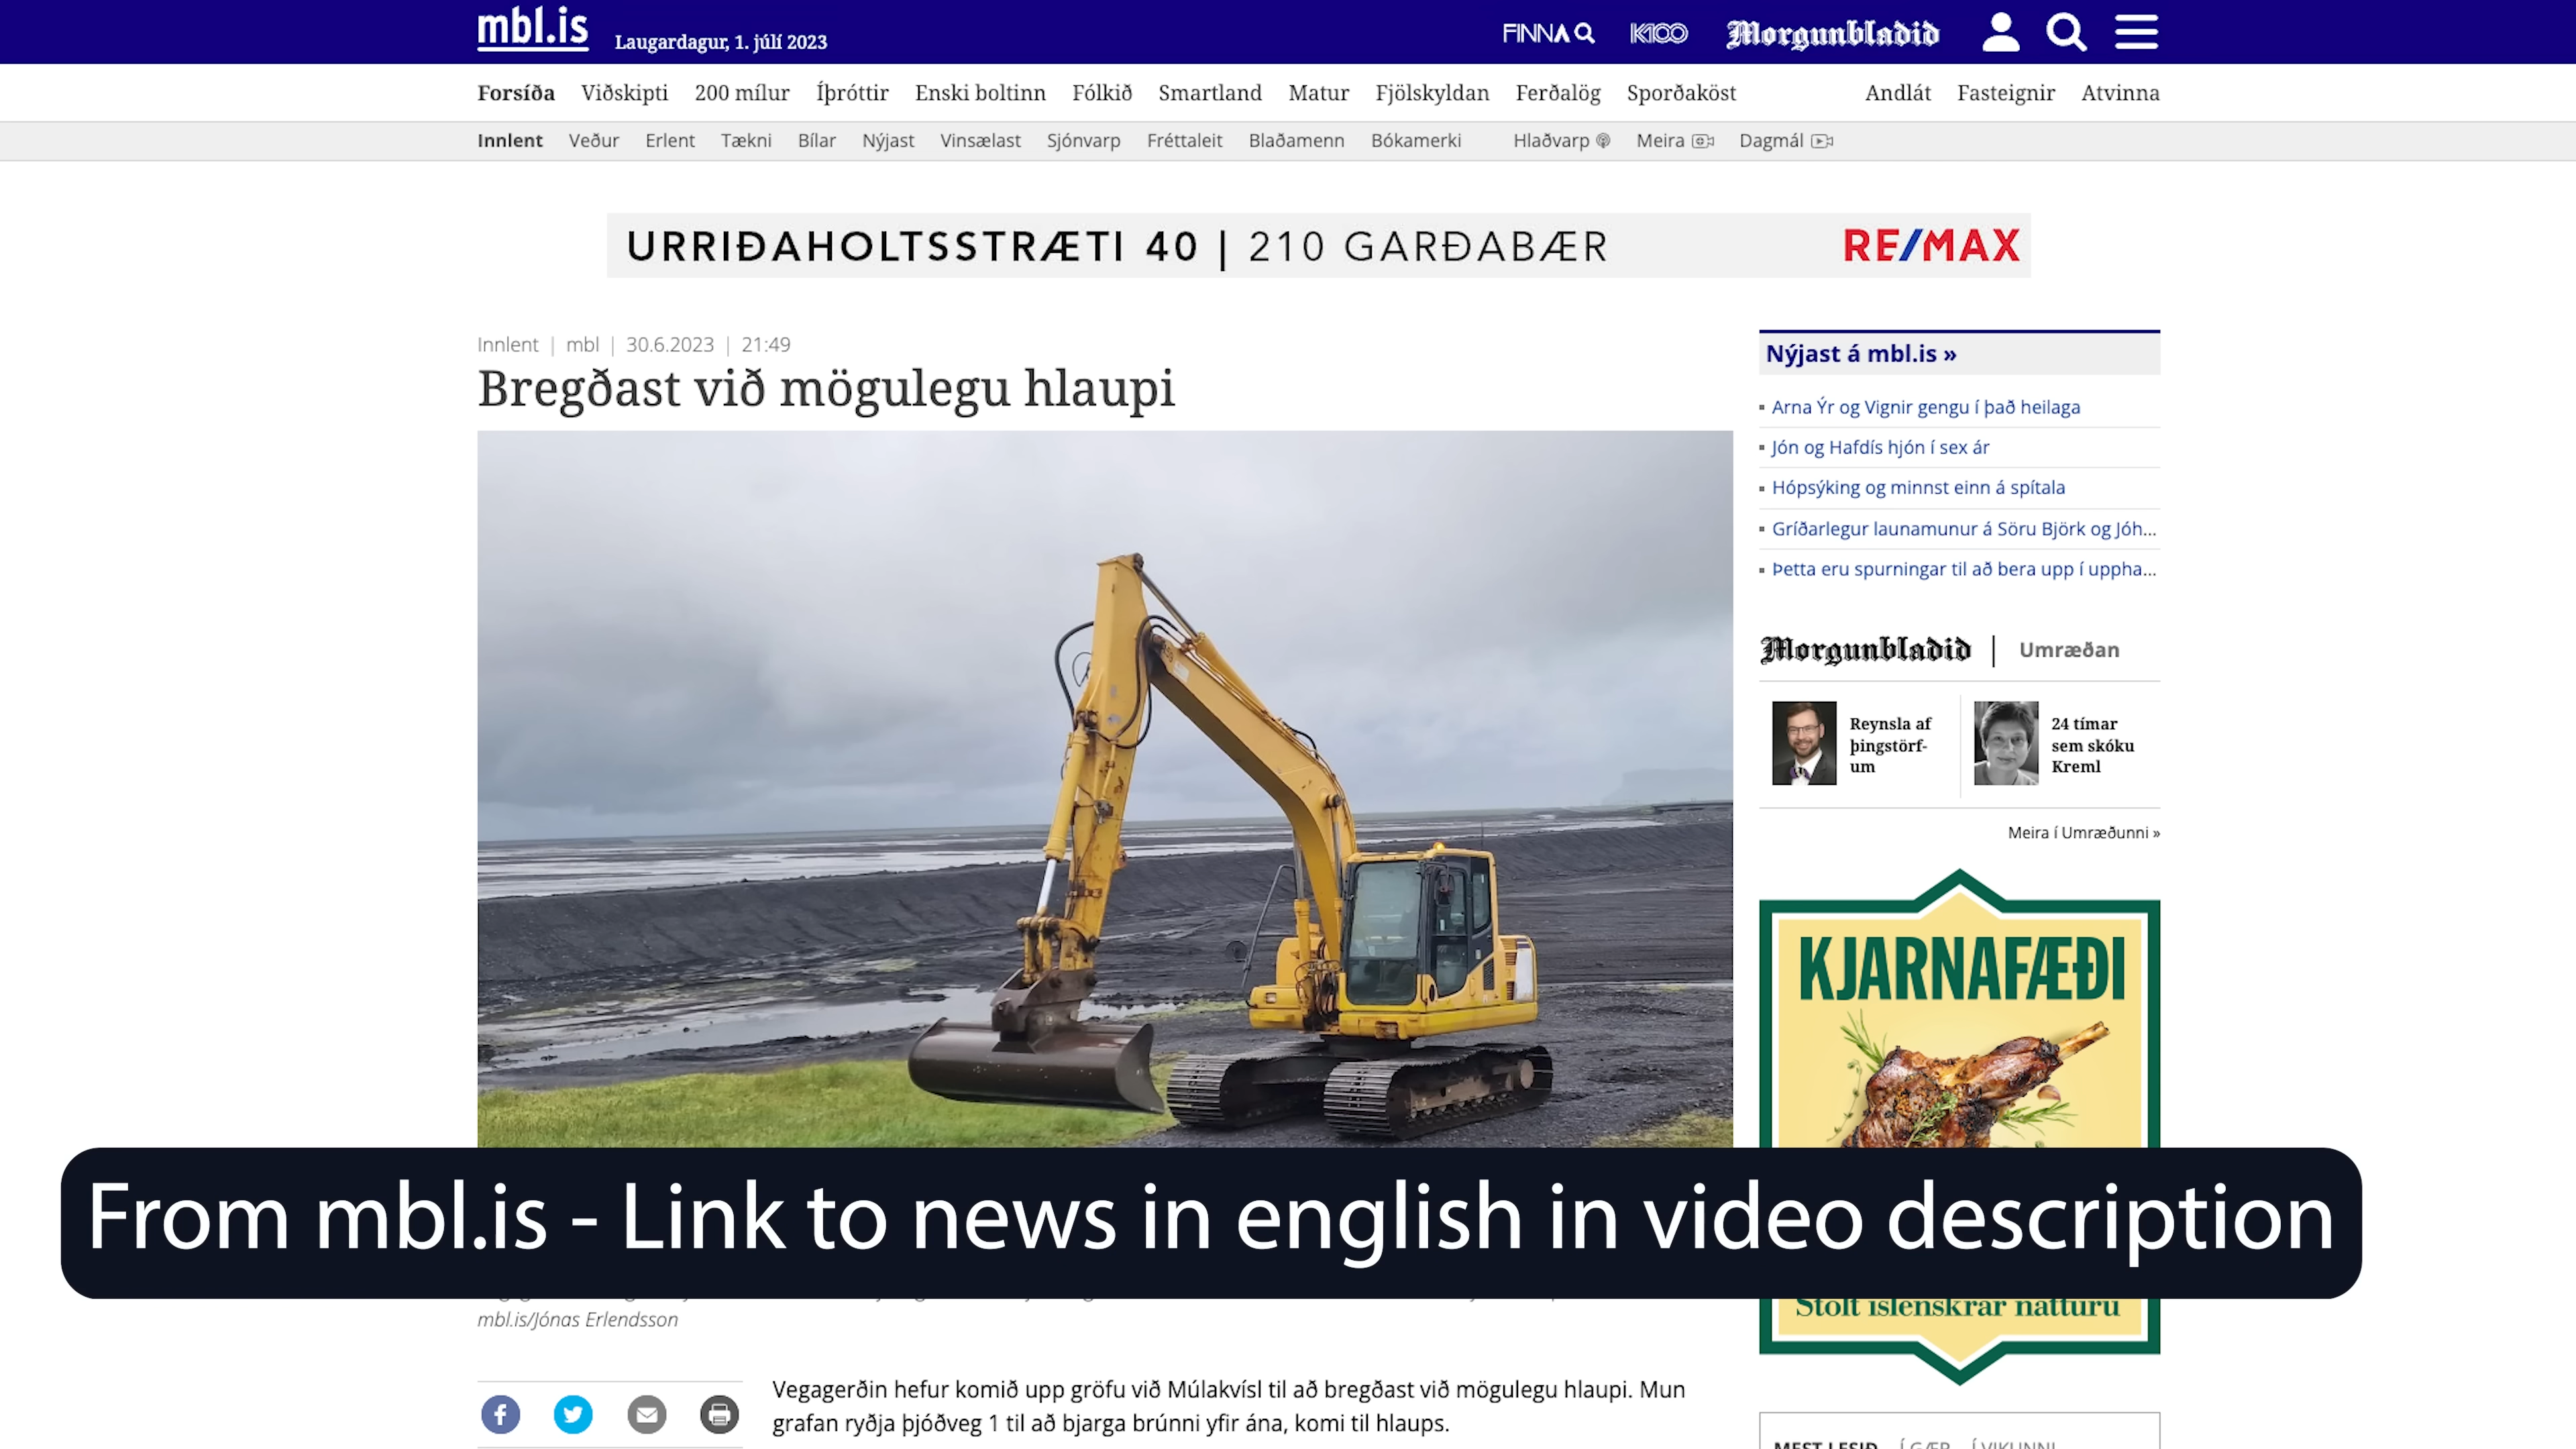 mbl.is
Laugardagur, 1. júlí 2023
FINNA K100 Morgunblaðið
Forsíða Viðskipti 200 mílur Íþróttir Enski boltinn Fólkið Smartland Matur Fjölskyldan Ferðalög Sporðaköst Andlát Fasteignir Atvinna
Innlent Veður Erlent Tækni Bílar Nýjast Vinsælast Sjónvarp Fréttaleit Blaðamenn Bókamerki Hlaðvarp Meira Dagmál
URRIÐAHOLTSSTRÆTI 40 | 210 GARÐABÆR RE/MAX
Innlent | mbl | 30.6.2023 | 21:49
Bregðast við mögulegu hlaupi
Nýjast á mbl.is »
Arna Ýr og Vignir gengu í það heilaga
Jón og Hafdís hjón í sex ár
Hópsýking og minnst einn á spítala
Gríðarlegur launamunur á Söru Björk og Jóh...
Þetta eru spurningar til að bera upp í uppha...
Morgunblaðið | Umræðan
Reynsla af
þingstörf-
um
24 tímar
sem skóku
Kreml
Meira í Umræðunni »
KJARNAFÆÐI
From mbl.is - Link to news in english in video description
Stolt íslenskrar náttúru
mbl.is/Jónas Erlendsson
Vegagerðin hefur komið upp gröfu við Múlakvísl til að bregðast við mögulegu hlaupi. Mun
grafan ryðja þjóðveg 1 til að bjarga brúnni yfir ána, komi til hlaups.
MEST LESIÐ Í GÆR Í VIKUNNI